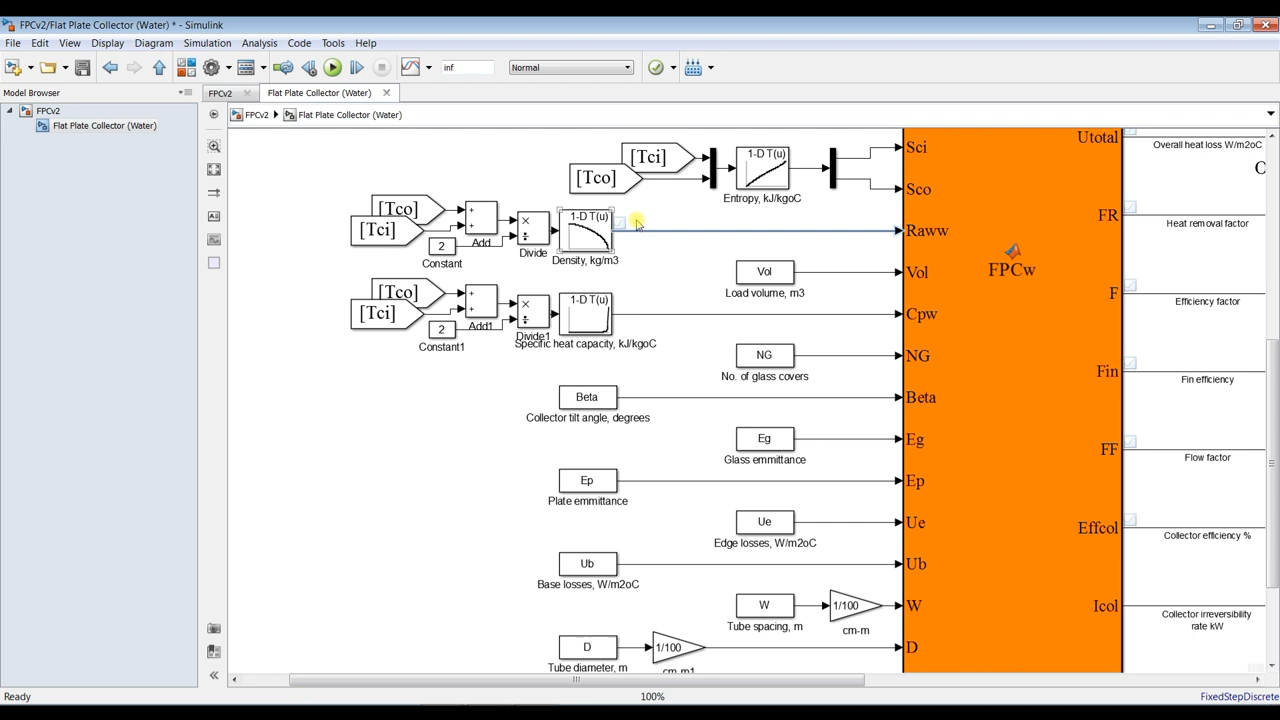 FPCv2/Flat Plate Collector (Water) * - Simulink
File Edit View Display Diagram Simulation Analysis Code Tools Help
inf
Normal
Model Browser
FPCv2
Flat Plate Collector (Water)
FPCv2
Flat Plate Collector (Water)
FPCv2
Flat Plate Collector (Water)
[Tci]
[Tco]
1-D T(u)
Entropy, kJ/kgoC
Sci
Sco
[Tco]
[Tci]
2
Constant
+
+
Add
×
÷
Divide
1-D T(u)
Density, kg/m3
Raww
Vol
Load volume, m3
Vol
[Tco]
[Tci]
2
Constant1
+
+
Add1
×
÷
Divide1
1-D T(u)
Specific heat capacity, kJ/kgoC
Cpw
NG
No. of glass covers
NG
Beta
Collector tilt angle, degrees
Beta
Eg
Glass emmittance
Eg
Ep
Plate emmittance
Ep
Ue
Edge losses, W/m2oC
Ue
Ub
Base losses, W/m2oC
Ub
W
Tube spacing, m
1/100
cm-m
W
D
Tube diameter, m
1/100
cm-m1
D
FPCw
Utotal
Overall heat loss W/m2oC
FR
Heat removal factor
F
Efficiency factor
Fin
Fin efficiency
FF
Flow factor
Effcol
Collector efficiency %
Icol
Collector irreversibility
rate kW
Ready
100%
FixedStepDiscrete